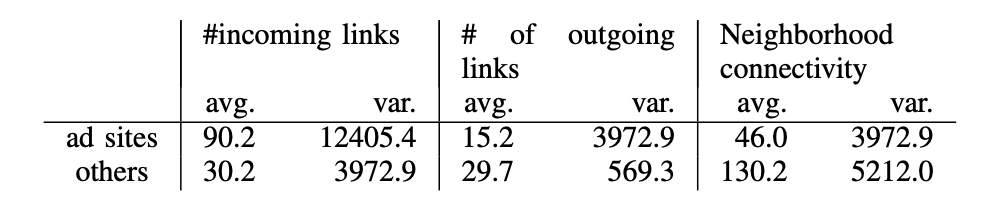 #incoming links # of outgoing Neighborhood
links connectivity
avg. var. avg. var. avg. var.
ad sites 90.2 12405.4 15.2 3972.9 46.0 3972.9
others 30.2 3972.9 29.7 569.3 130.2 5212.0